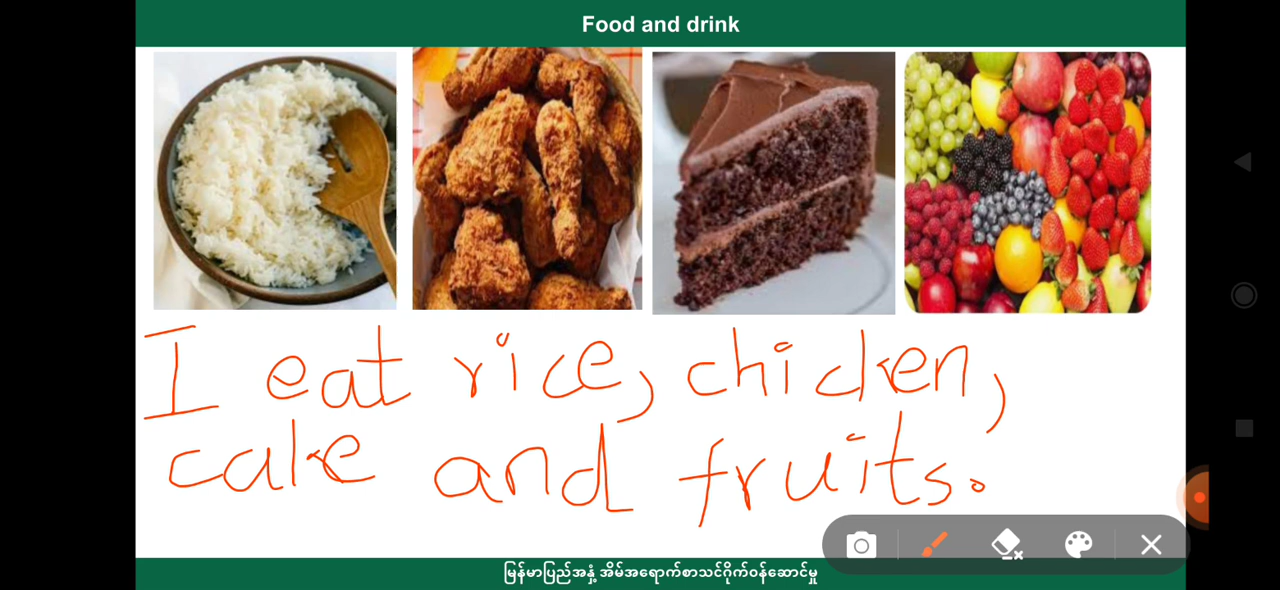 Food and drink
I eat rice, chicken,
cake and fruits.
မြန်မာပြည်အနှံ့ အိမ်အရောက်စာသင်ဂိုက်ဝန်ဆောင်မှု